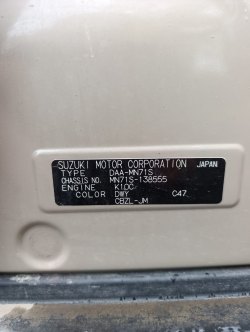 SUZUKI MOTOR CORPORATION JAPAN
TYPE DAA-MN71S
CHASSIS NO. MN71S-138555
ENGINE K10C
COLOR DWY C47
CBZL-JM